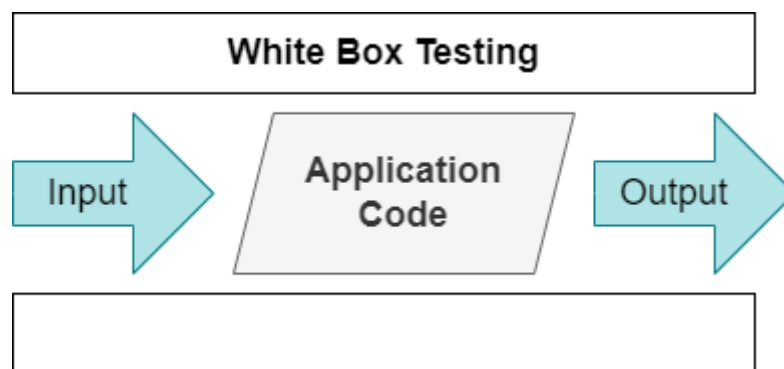 White Box Testing
Input
Application
Code
Output